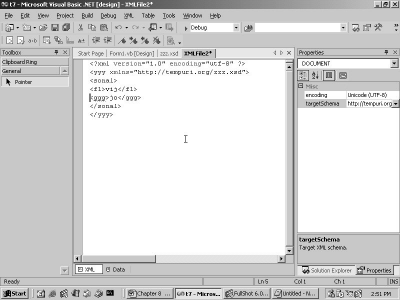 t7 - Microsoft Visual Basic .NET [design] - XMLFile2*
File Edit View Project Build Debug XML Table Tools Window Help
Debug
Toolbox
Clipboard Ring
General
Pointer
Start Page Form1.vb [Design] zzz.xsd XMLFile2*
<?xml version="1.0" encoding="utf-8" ?>
<yyy xmlns="http://tempuri.org/zzz.xsd">
<sonal>
<f1>vij</f1>
<ggg>jo</ggg>
</sonal>
</yyy>
XML Data
Properties
DOCUMENT
Misc
encoding Unicode (UTF-8)
targetSchema http://tempuri.org
targetSchema
Target XML schema.
Solution Explorer Properties
Ready Ln 5 Col 1 Ch 1 INS
Start Chapter 8 t7 - Micros... FullShot 6.0... Untitled - N... 2:51 PM